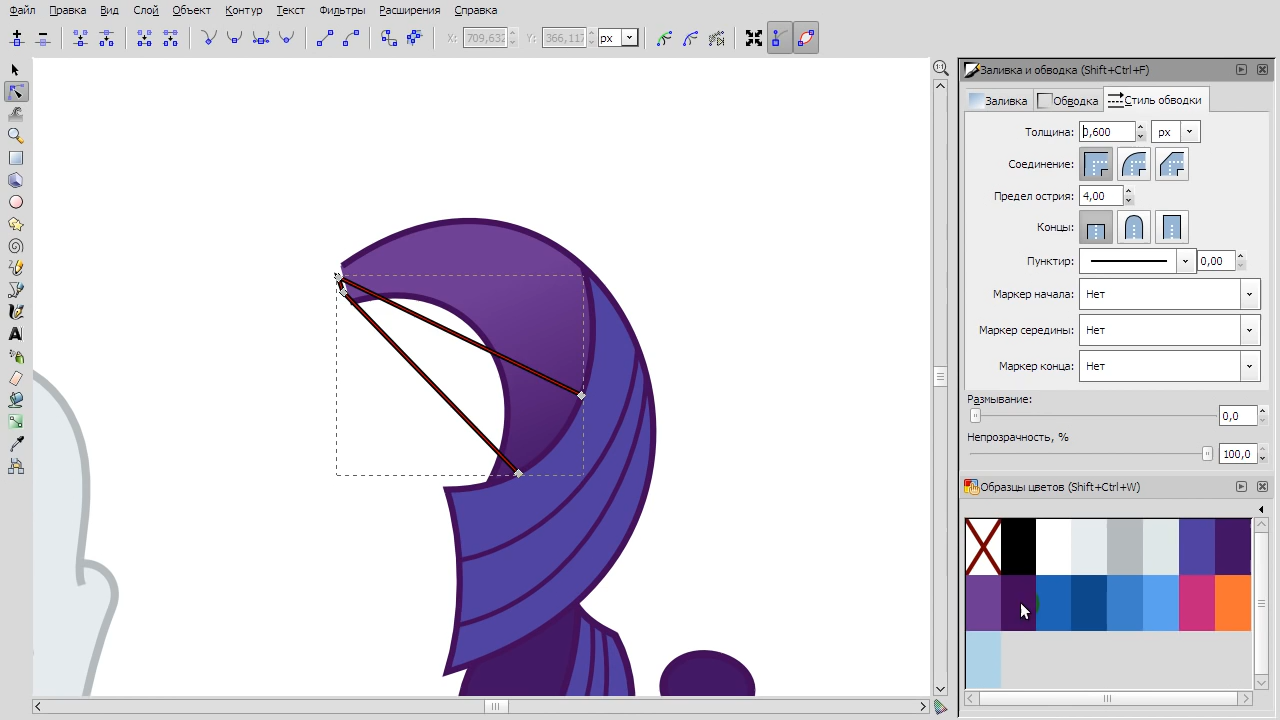 Файл Правка Вид Слой Объект Контур Текст Фильтры Расширения Справка
X: 709,632 Y: 366,117 px
Заливка и обводка (Shift+Ctrl+F)
Заливка Обводка Стиль обводки
Толщина: 0,600 px
Соединение:
Предел острия: 4,00
Концы:
Пунктир: 0,00
Маркер начала: Нет
Маркер середины: Нет
Маркер конца: Нет
Размывание:
0,0
Непрозрачность, %
100,0
Образцы цветов (Shift+Ctrl+W)